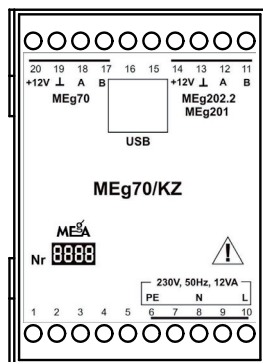 20 19 18 17 16 15 14 13 12 11
+12V ⊥ A B +12V ⊥ A B
MEg70 MEg202.2
MEg201
USB
MEg70/KZ
MEgA
Nr 8888
230V, 50Hz, 12VA
PE N L
1 2 3 4 5 6 7 8 9 10